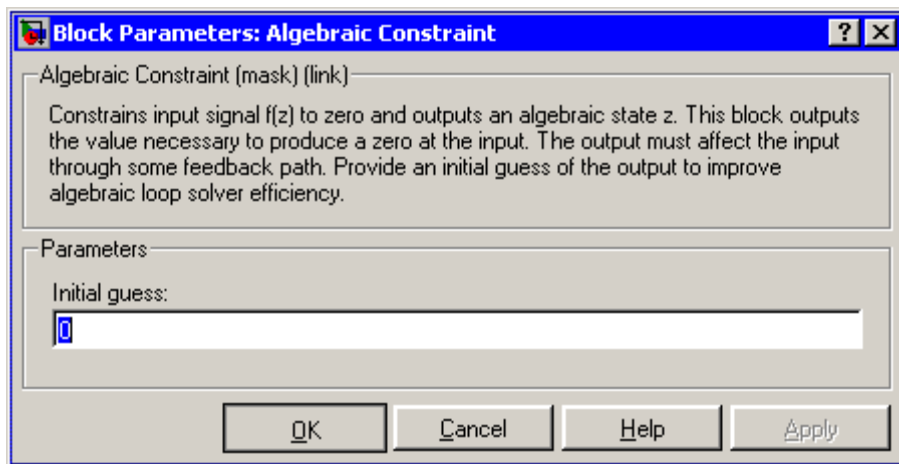 Block Parameters: Algebraic Constraint
Algebraic Constraint (mask) (link)
Constrains input signal f(z) to zero and outputs an algebraic state z. This block outputs
the value necessary to produce a zero at the input. The output must affect the input
through some feedback path. Provide an initial guess of the output to improve
algebraic loop solver efficiency.
Parameters
Initial guess:
0
OK Cancel Help Apply